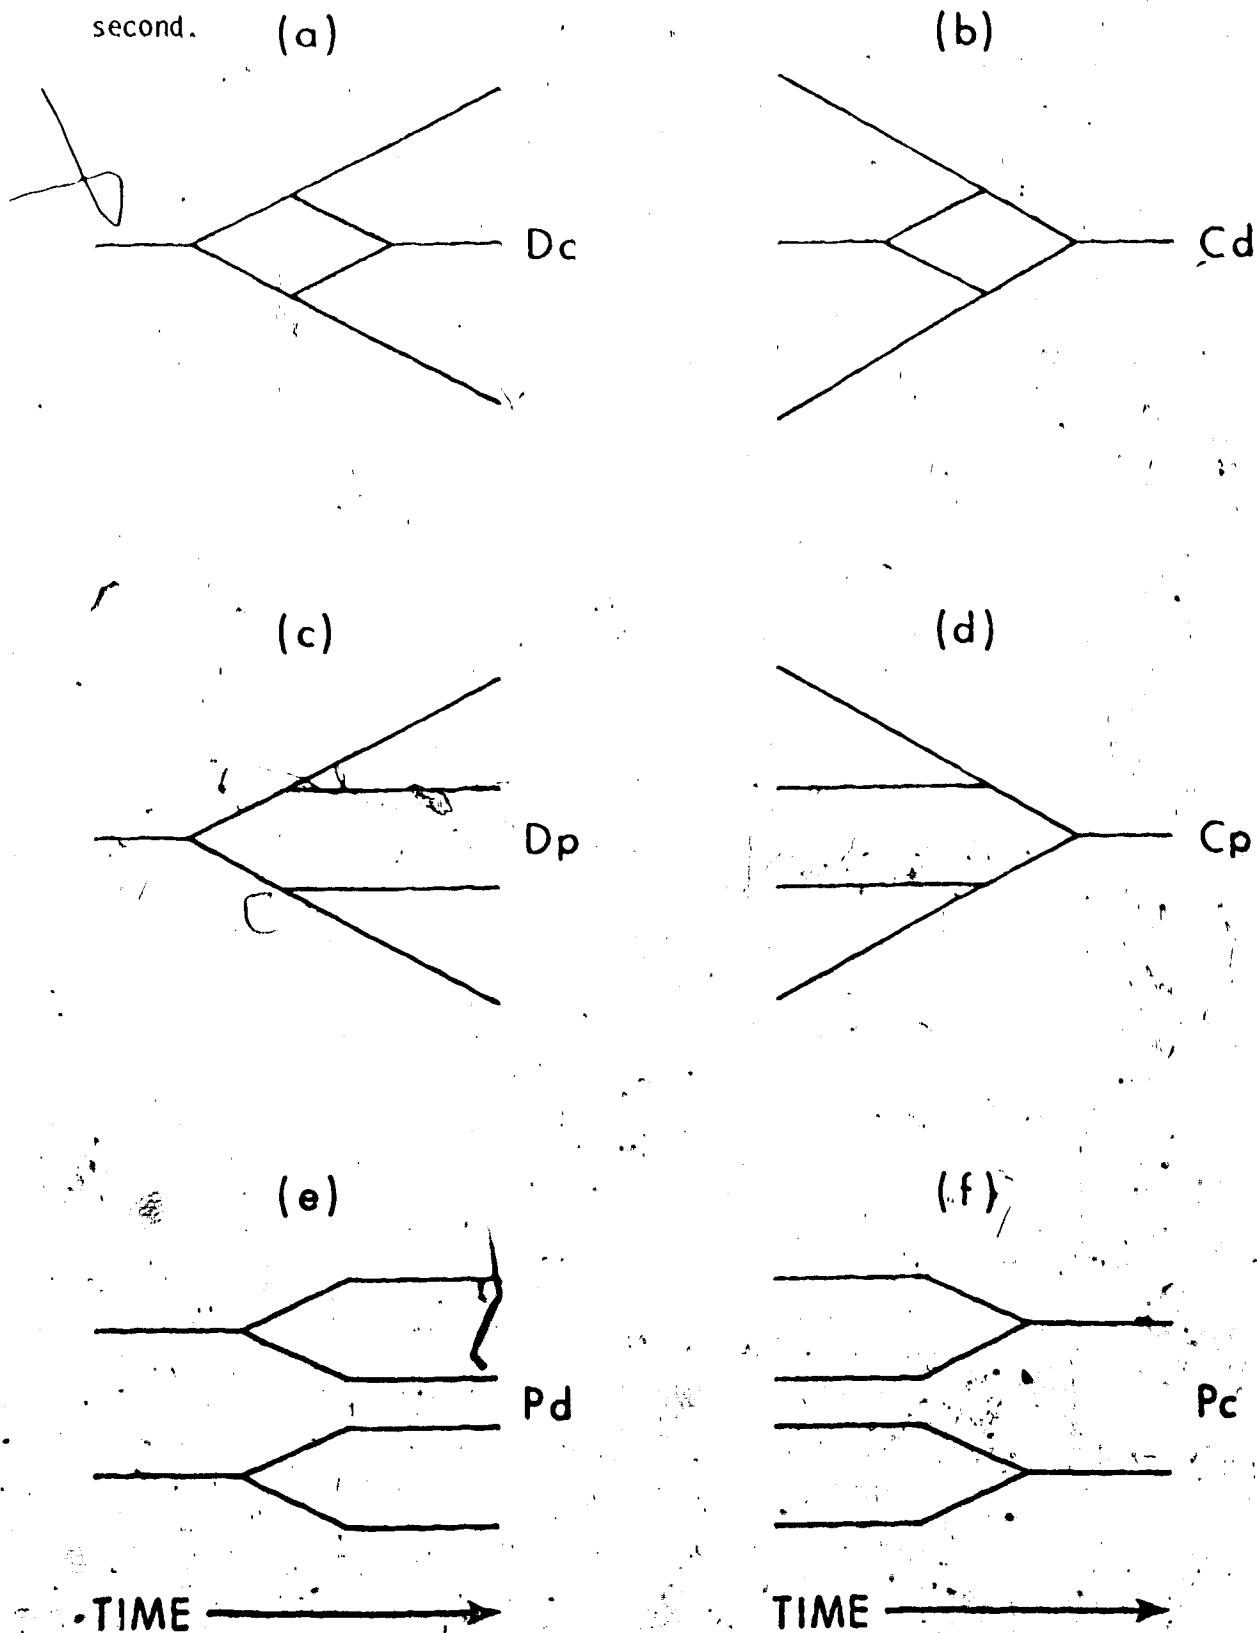 second. (a) (b)
Dc Cd
(c) (d)
Dp Cp
(e) (f)
Pd Pc
TIME TIME